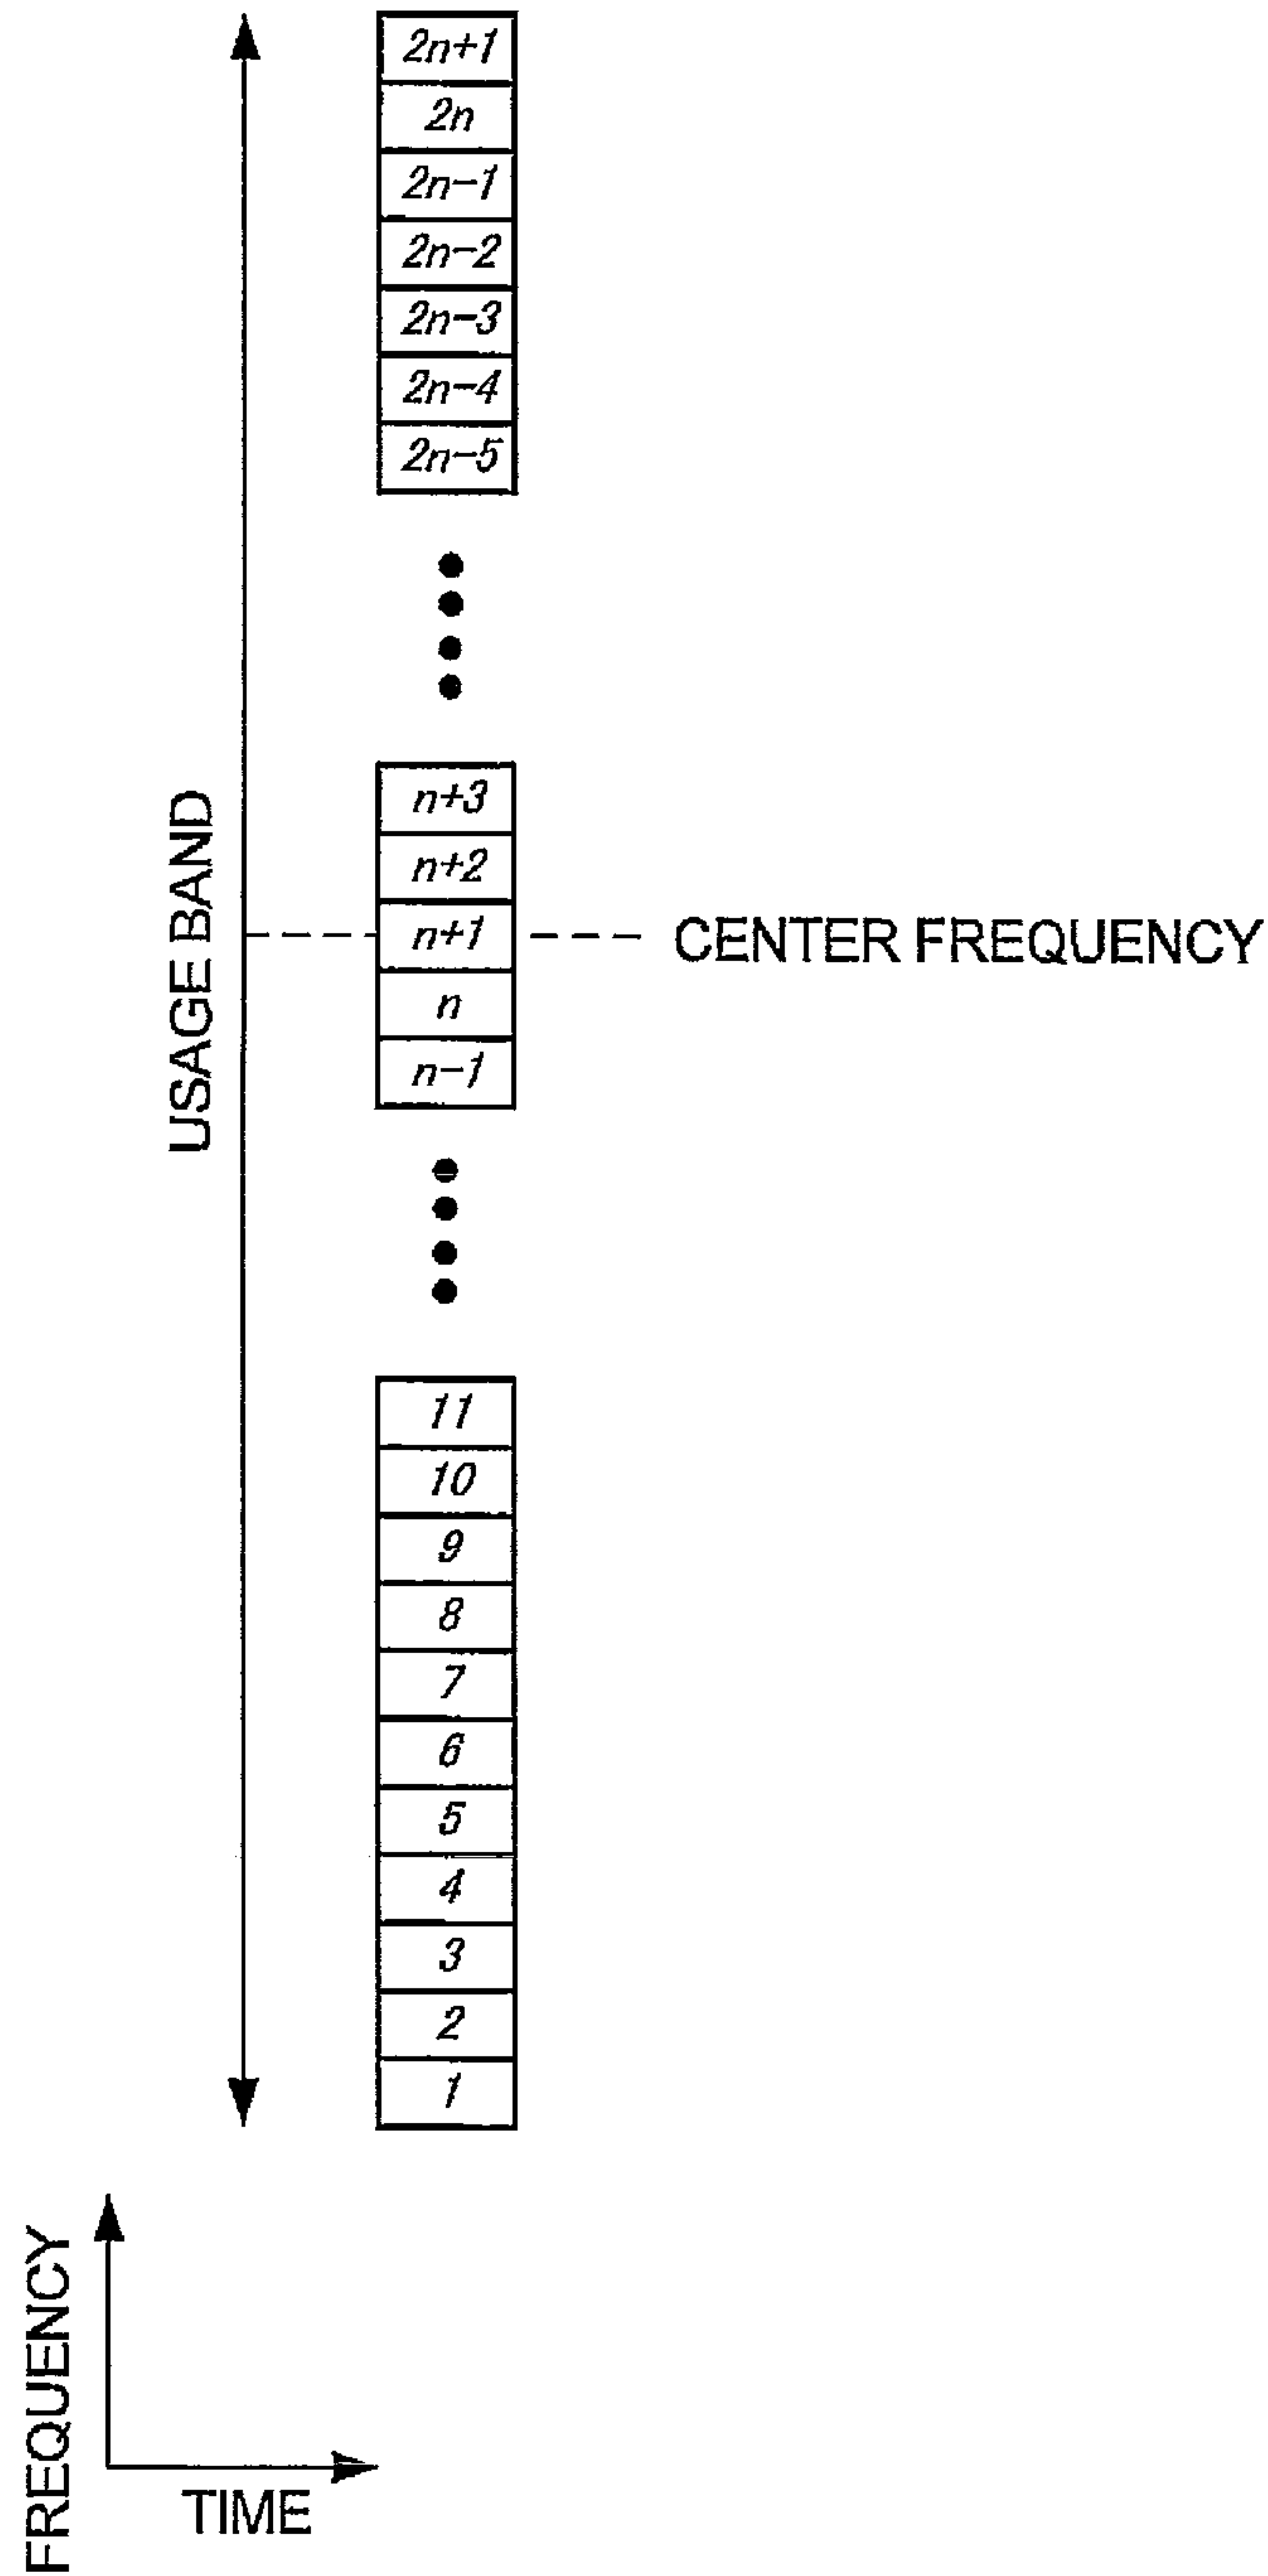 2n+1
2n
2n-1
2n-2
2n-3
2n-4
2n-5
USAGE BAND
n+3
n+2
n+1
CENTER FREQUENCY
n
n-1
11
10
9
8
7
6
5
4
3
2
1
FREQUENCY
TIME